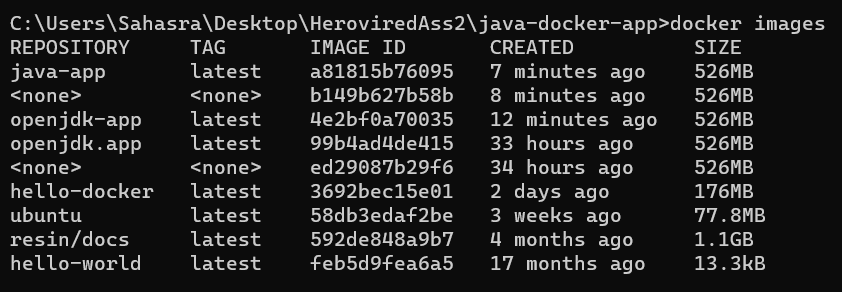 C:\Users\Sahasra\Desktop\HeroviredAss2\java-docker-app>docker images
REPOSITORY TAG IMAGE ID CREATED SIZE
java-app latest a81815b76095 7 minutes ago 526MB
<none> <none> b149b627b58b 8 minutes ago 526MB
openjdk-app latest 4e2bf0a70035 12 minutes ago 526MB
openjdk.app latest 99b4ad4de415 33 hours ago 526MB
<none> <none> ed29087b29f6 34 hours ago 526MB
hello-docker latest 3692bec15e01 2 days ago 176MB
ubuntu latest 58db3edaf2be 3 weeks ago 77.8MB
resin/docs latest 592de848a9b7 4 months ago 1.1GB
hello-world latest feb5d9fea6a5 17 months ago 13.3kB